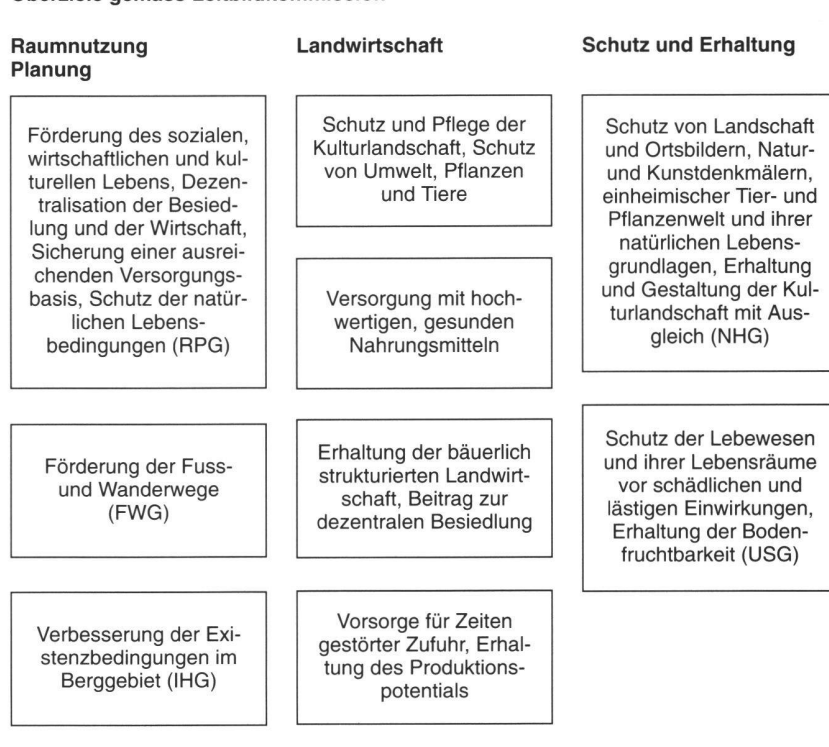 Raumnutzung
Planung
Förderung des sozialen,
wirtschaftlichen und kul-
turellen Lebens, Dezen-
tralisation der Besied-
lung und der Wirtschaft,
Sicherung einer ausrei-
chenden Versorgungs-
basis, Schutz der natür-
lichen Lebens-
bedingungen (RPG)
Förderung der Fuss-
und Wanderwege
(FWG)
Verbesserung der Exi-
stenzbedingungen im
Berggebiet (IHG)
Landwirtschaft
Schutz und Pflege der
Kulturlandschaft, Schutz
von Umwelt, Pflanzen
und Tiere
Versorgung mit hoch-
wertigen, gesunden
Nahrungsmitteln
Erhaltung der bäuerlich
strukturierten Landwirt-
schaft, Beitrag zur
dezentralen Besiedlung
Vorsorge für Zeiten
gestörter Zufuhr, Erhal-
tung des Produktions-
potentials
Schutz und Erhaltung
Schutz von Landschaft
und Ortsbildern, Natur-
und Kunstdenkmälern,
einheimischer Tier- und
Pflanzenwelt und ihrer
natürlichen Lebens-
grundlagen, Erhaltung
und Gestaltung der Kul-
turlandschaft mit Aus-
gleich (NHG)
Schutz der Lebewesen
und ihrer Lebensräume
vor schädlichen und
lästigen Einwirkungen,
Erhaltung der Boden-
fruchtbarkeit (USG)